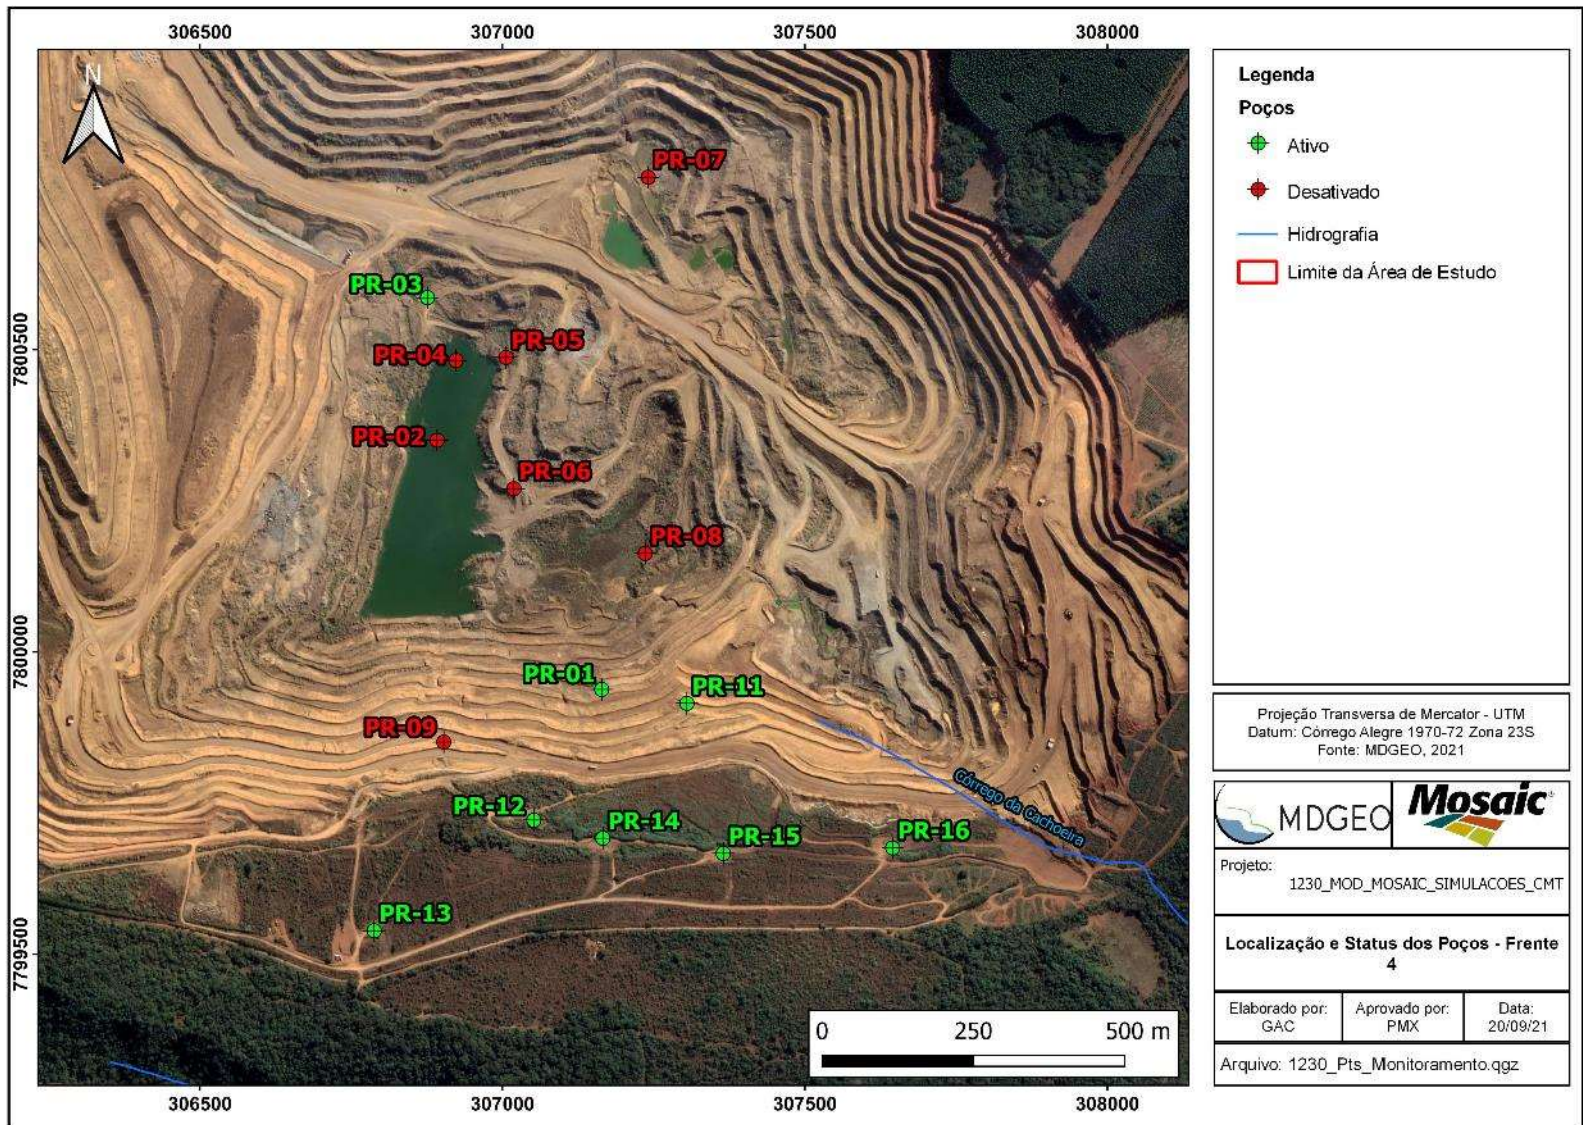 306500
307000
307500
308000
7800500
7800000
7799500
N
PR-07
PR-03
PR-04
PR-05
PR-02
PR-06
PR-08
PR-01
PR-11
PR-09
Córrego da Cachoeira
PR-12
PR-14
PR-15
PR-16
PR-13
0 250 500 m
306500
307000
307500
308000
Legenda
Poços
Ativo
Desativado
Hidrografia
Limite da Área de Estudo
Projeção Transversa de Mercator - UTM
Datum: Córrego Alegre 1970-72 Zona 23S
Fonte: MDGEO, 2021
MDGEO
Mosaic®
Projeto:
1230_MOD_MOSAIC_SIMULACOES_CMT
Localização e Status dos Poços - Frente
4
Elaborado por:
GAC
Aprovado por:
PMX
Data:
20/09/21
Arquivo: 1230_Pts_Monitoramento.qgz